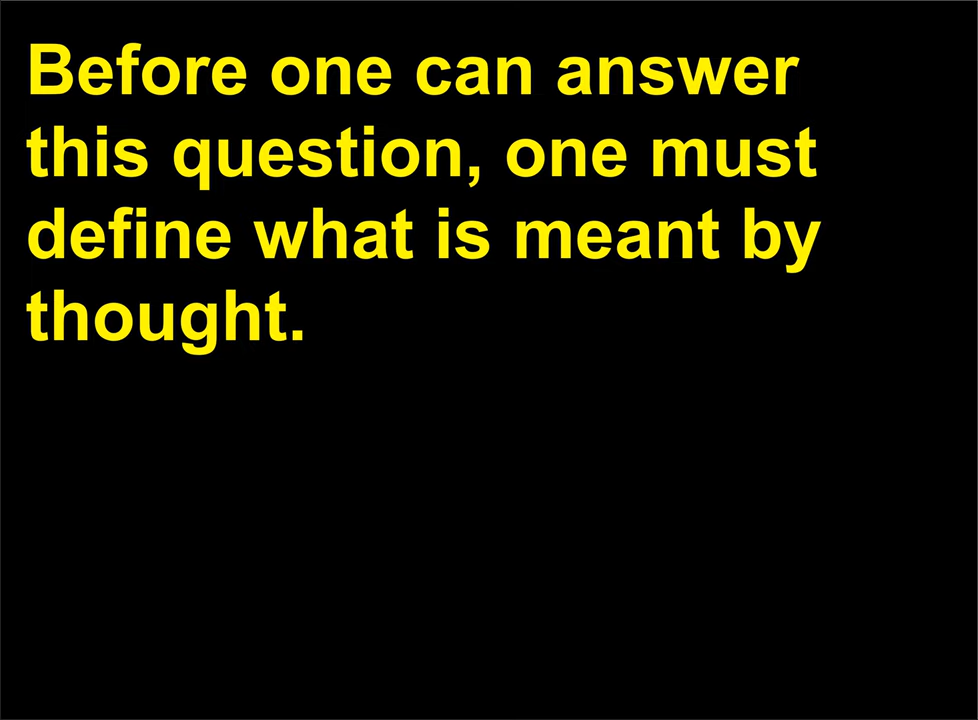 Before one can answer
this question, one must
define what is meant by
thought.